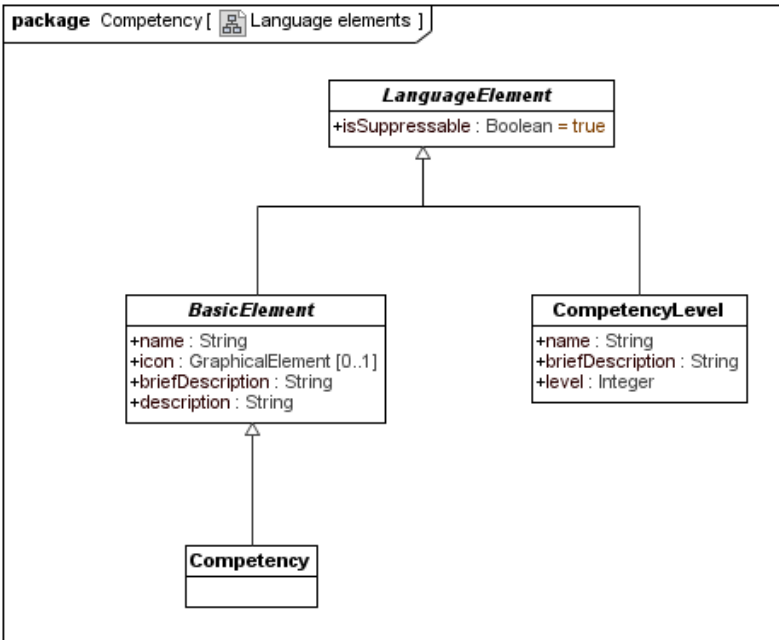 package Competency [ Language elements ]
LanguageElement
+isSuppressable : Boolean = true
BasicElement
+name : String
+icon : GraphicalElement [0..1]
+briefDescription : String
+description : String
CompetencyLevel
+name : String
+briefDescription : String
+level : Integer
Competency